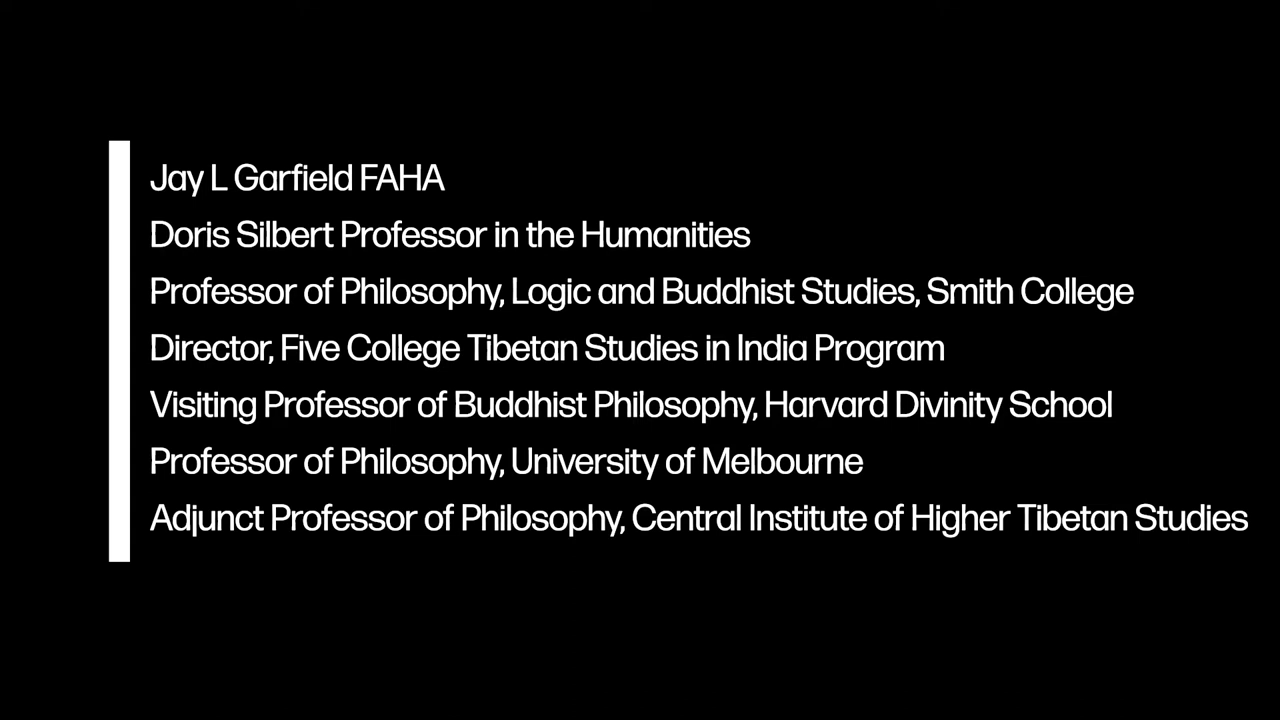 Jay L Garfield FAHA
Doris Silbert Professor in the Humanities
Professor of Philosophy, Logic and Buddhist Studies, Smith College
Director, Five College Tibetan Studies in India Program
Visiting Professor of Buddhist Philosophy, Harvard Divinity School
Professor of Philosophy, University of Melbourne
Adjunct Professor of Philosophy, Central Institute of Higher Tibetan Studies